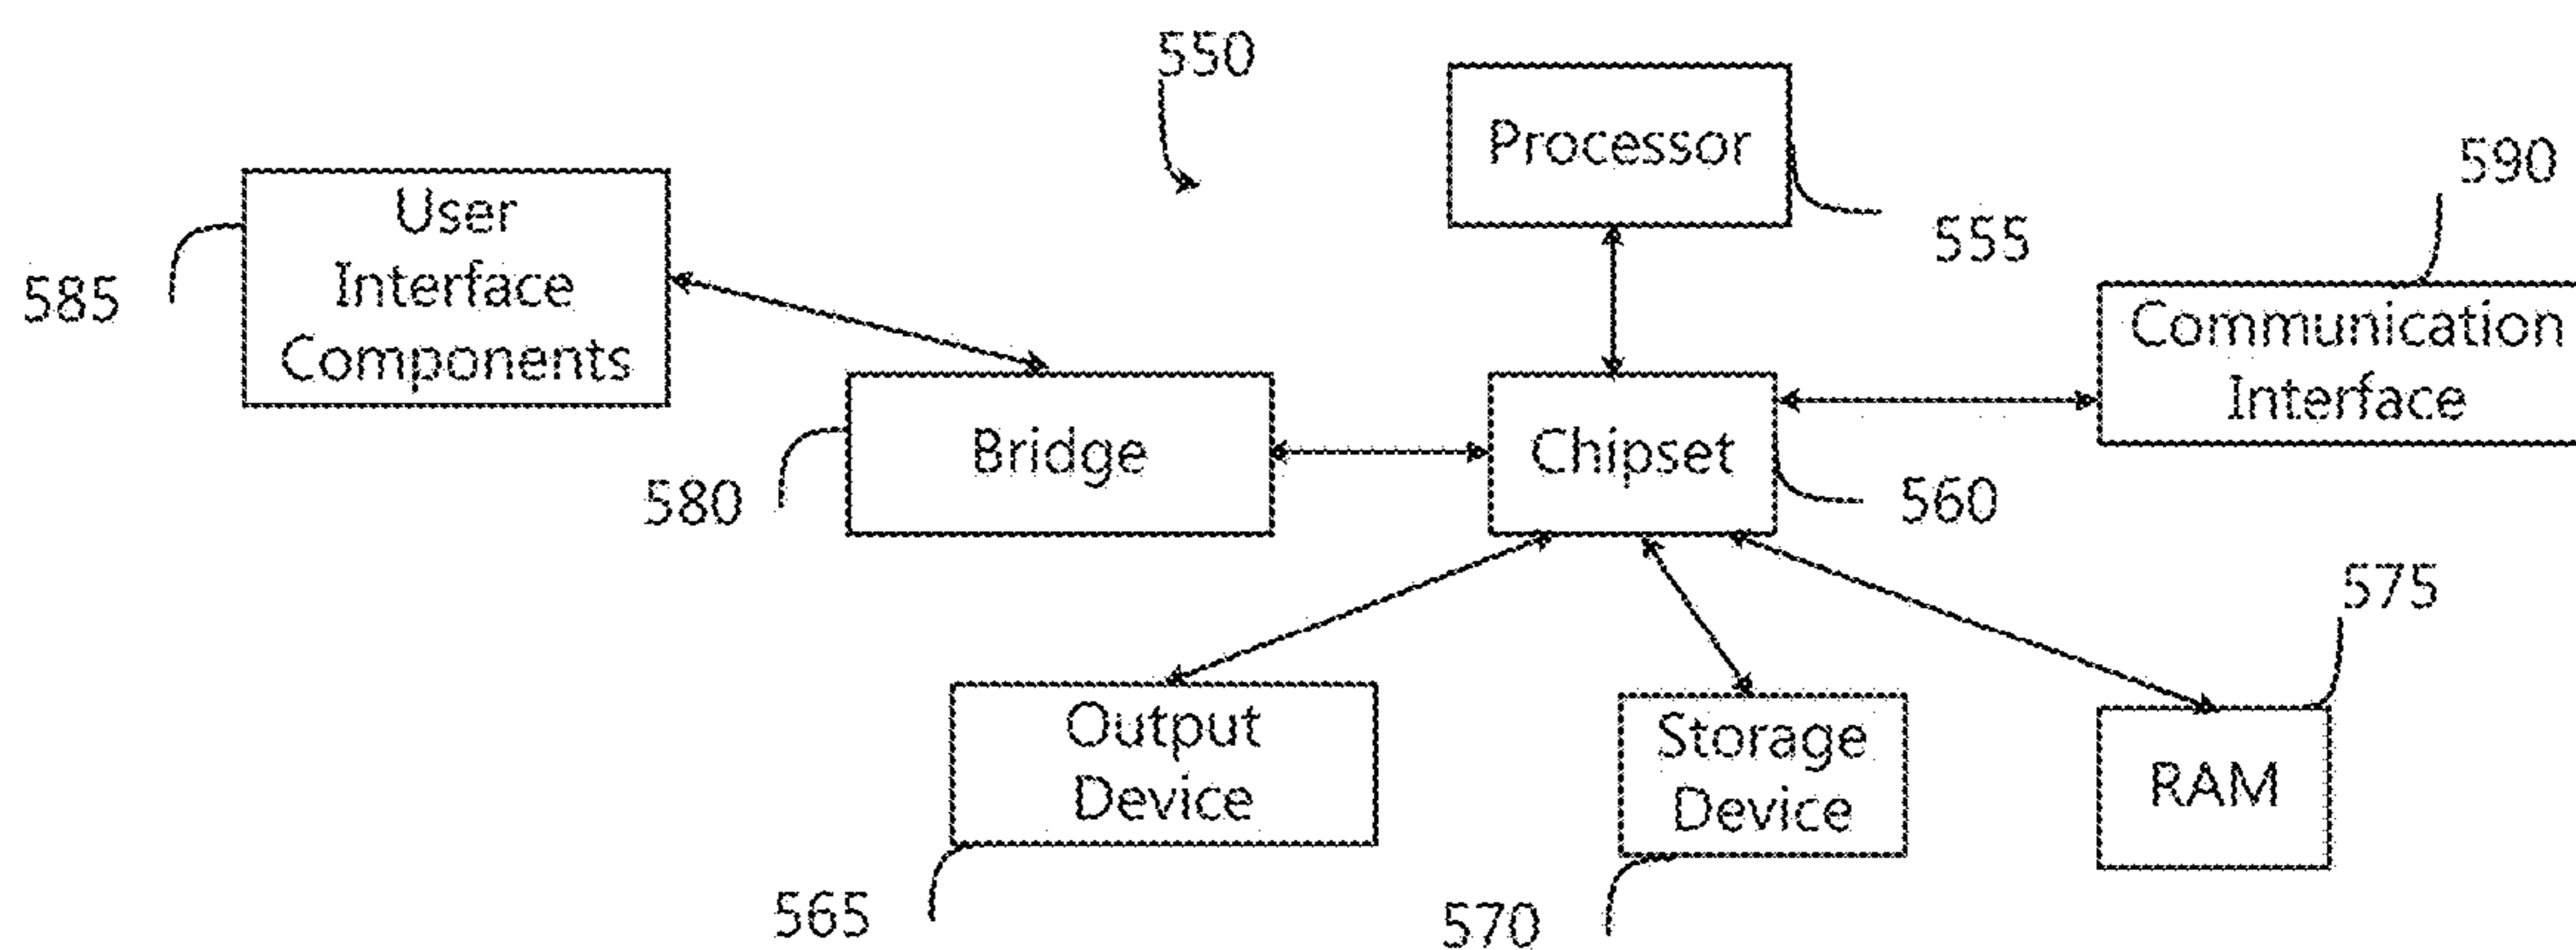 550
Processor
590
User
Interface
Components
555
585
Communication
Interface
Bridge
Chipset
580
560
575
Output
Device
Storage
Device
RAM
565
570